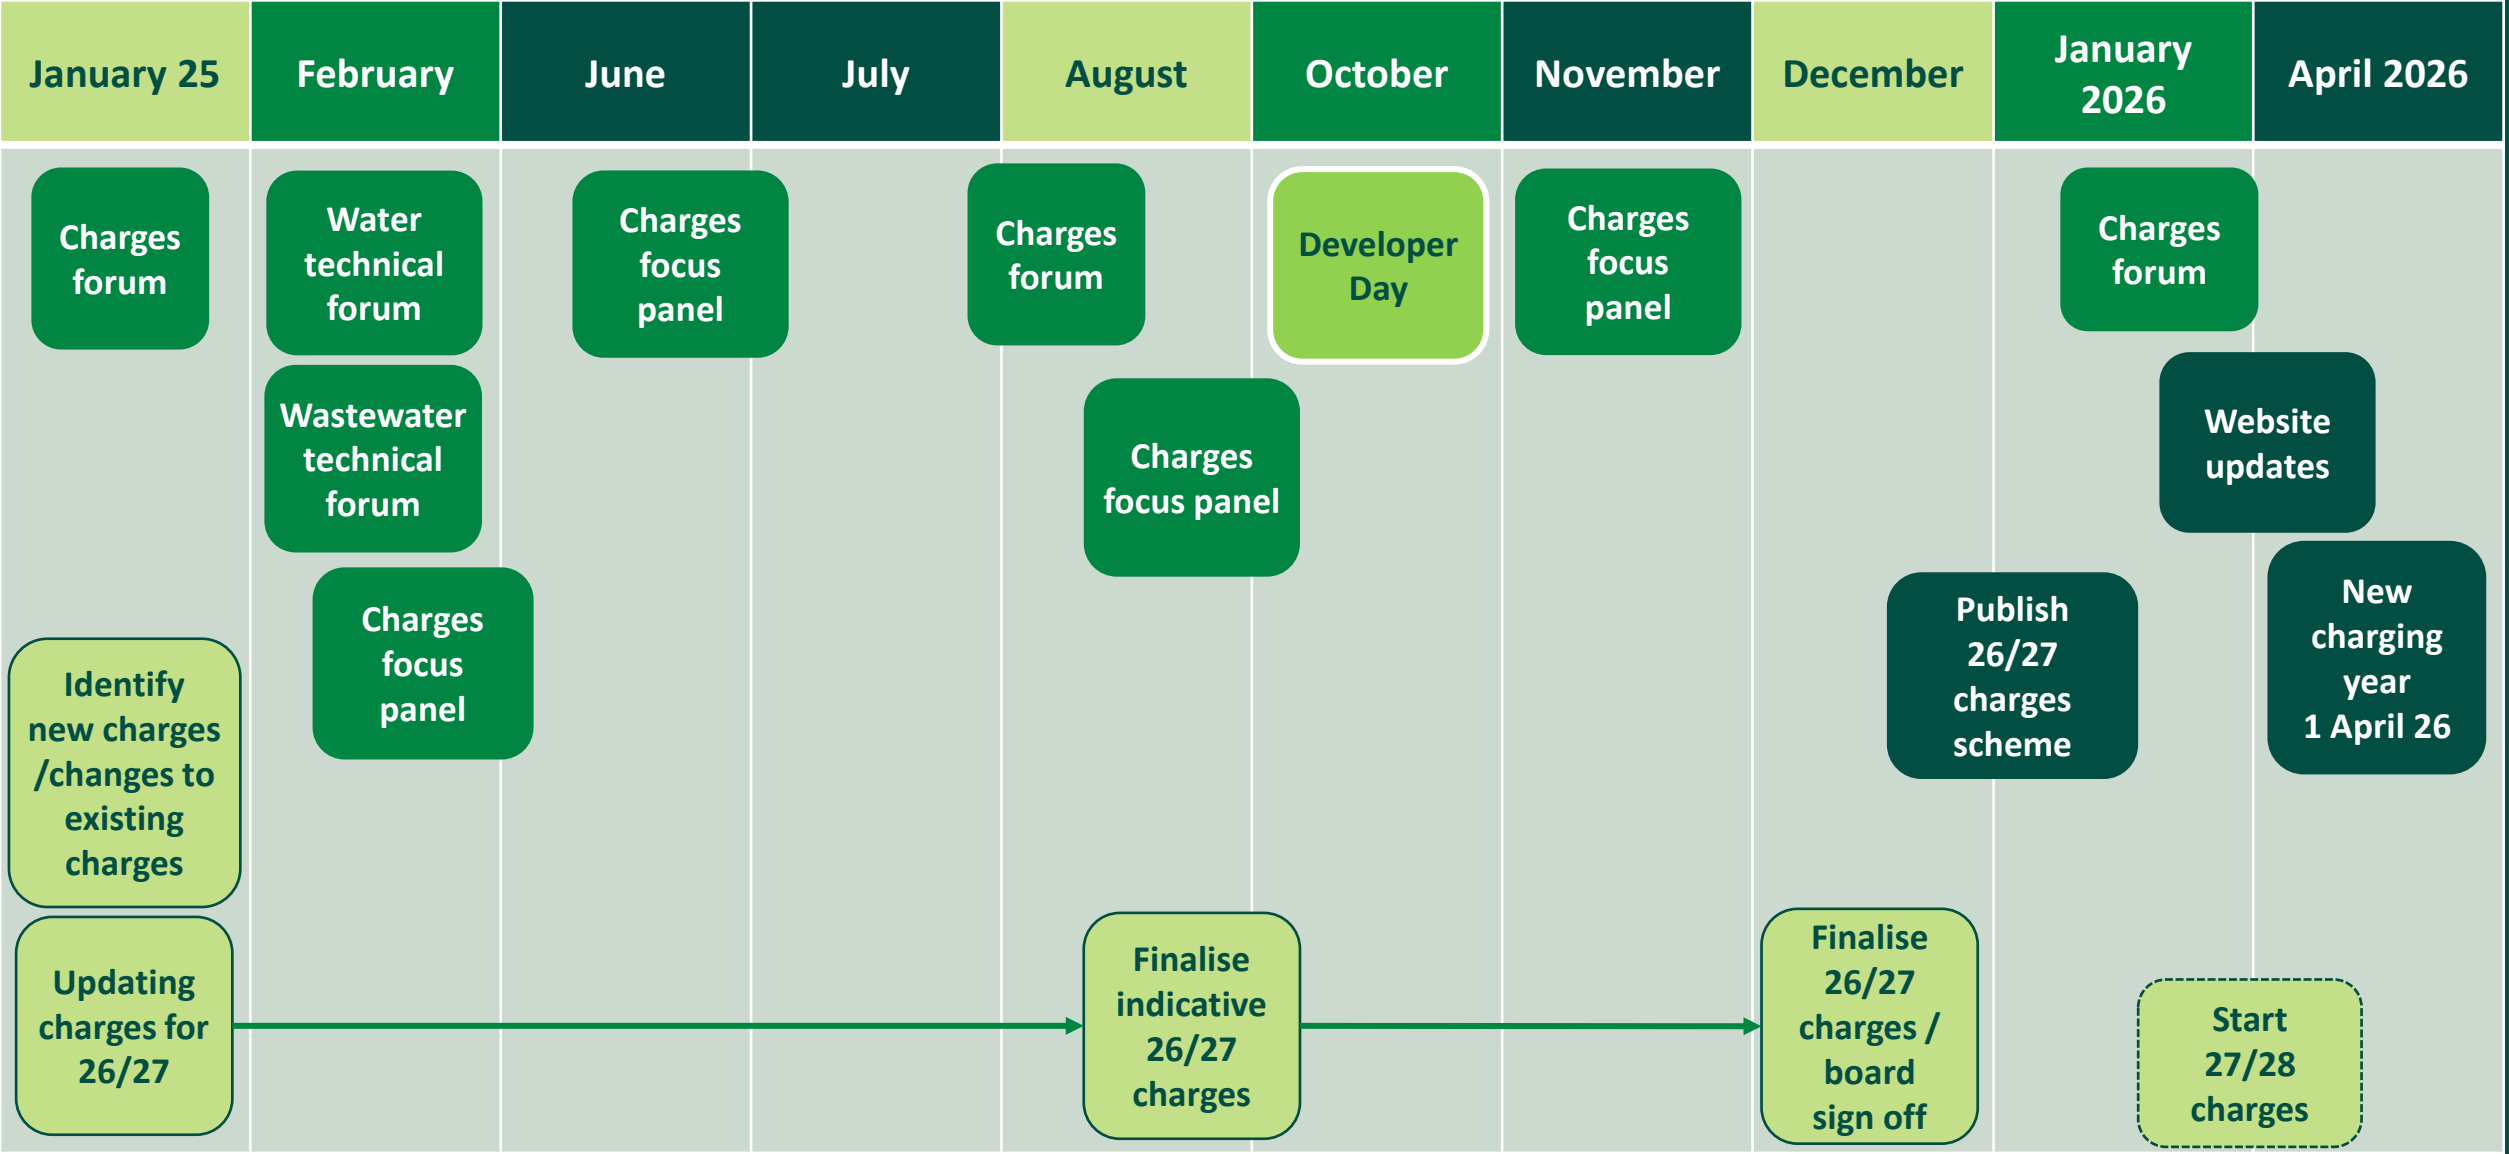 January 25
February
June
July
August
October
November
December
January
2026
April 2026
Charges
forum
Water
technical
forum
Charges
focus
panel
Charges
forum
Developer
Day
Charges
focus
panel
Charges
forum
Wastewater
technical
forum
Charges
focus panel
Website
updates
Charges
focus
panel
Publish
26/27
charges
scheme
New
charging
year
1 April 26
Identify
new charges
/changes to
existing
charges
Updating
charges for
26/27
Finalise
indicative
26/27
charges
Finalise
26/27
charges /
board
sign off
Start
27/28
charges